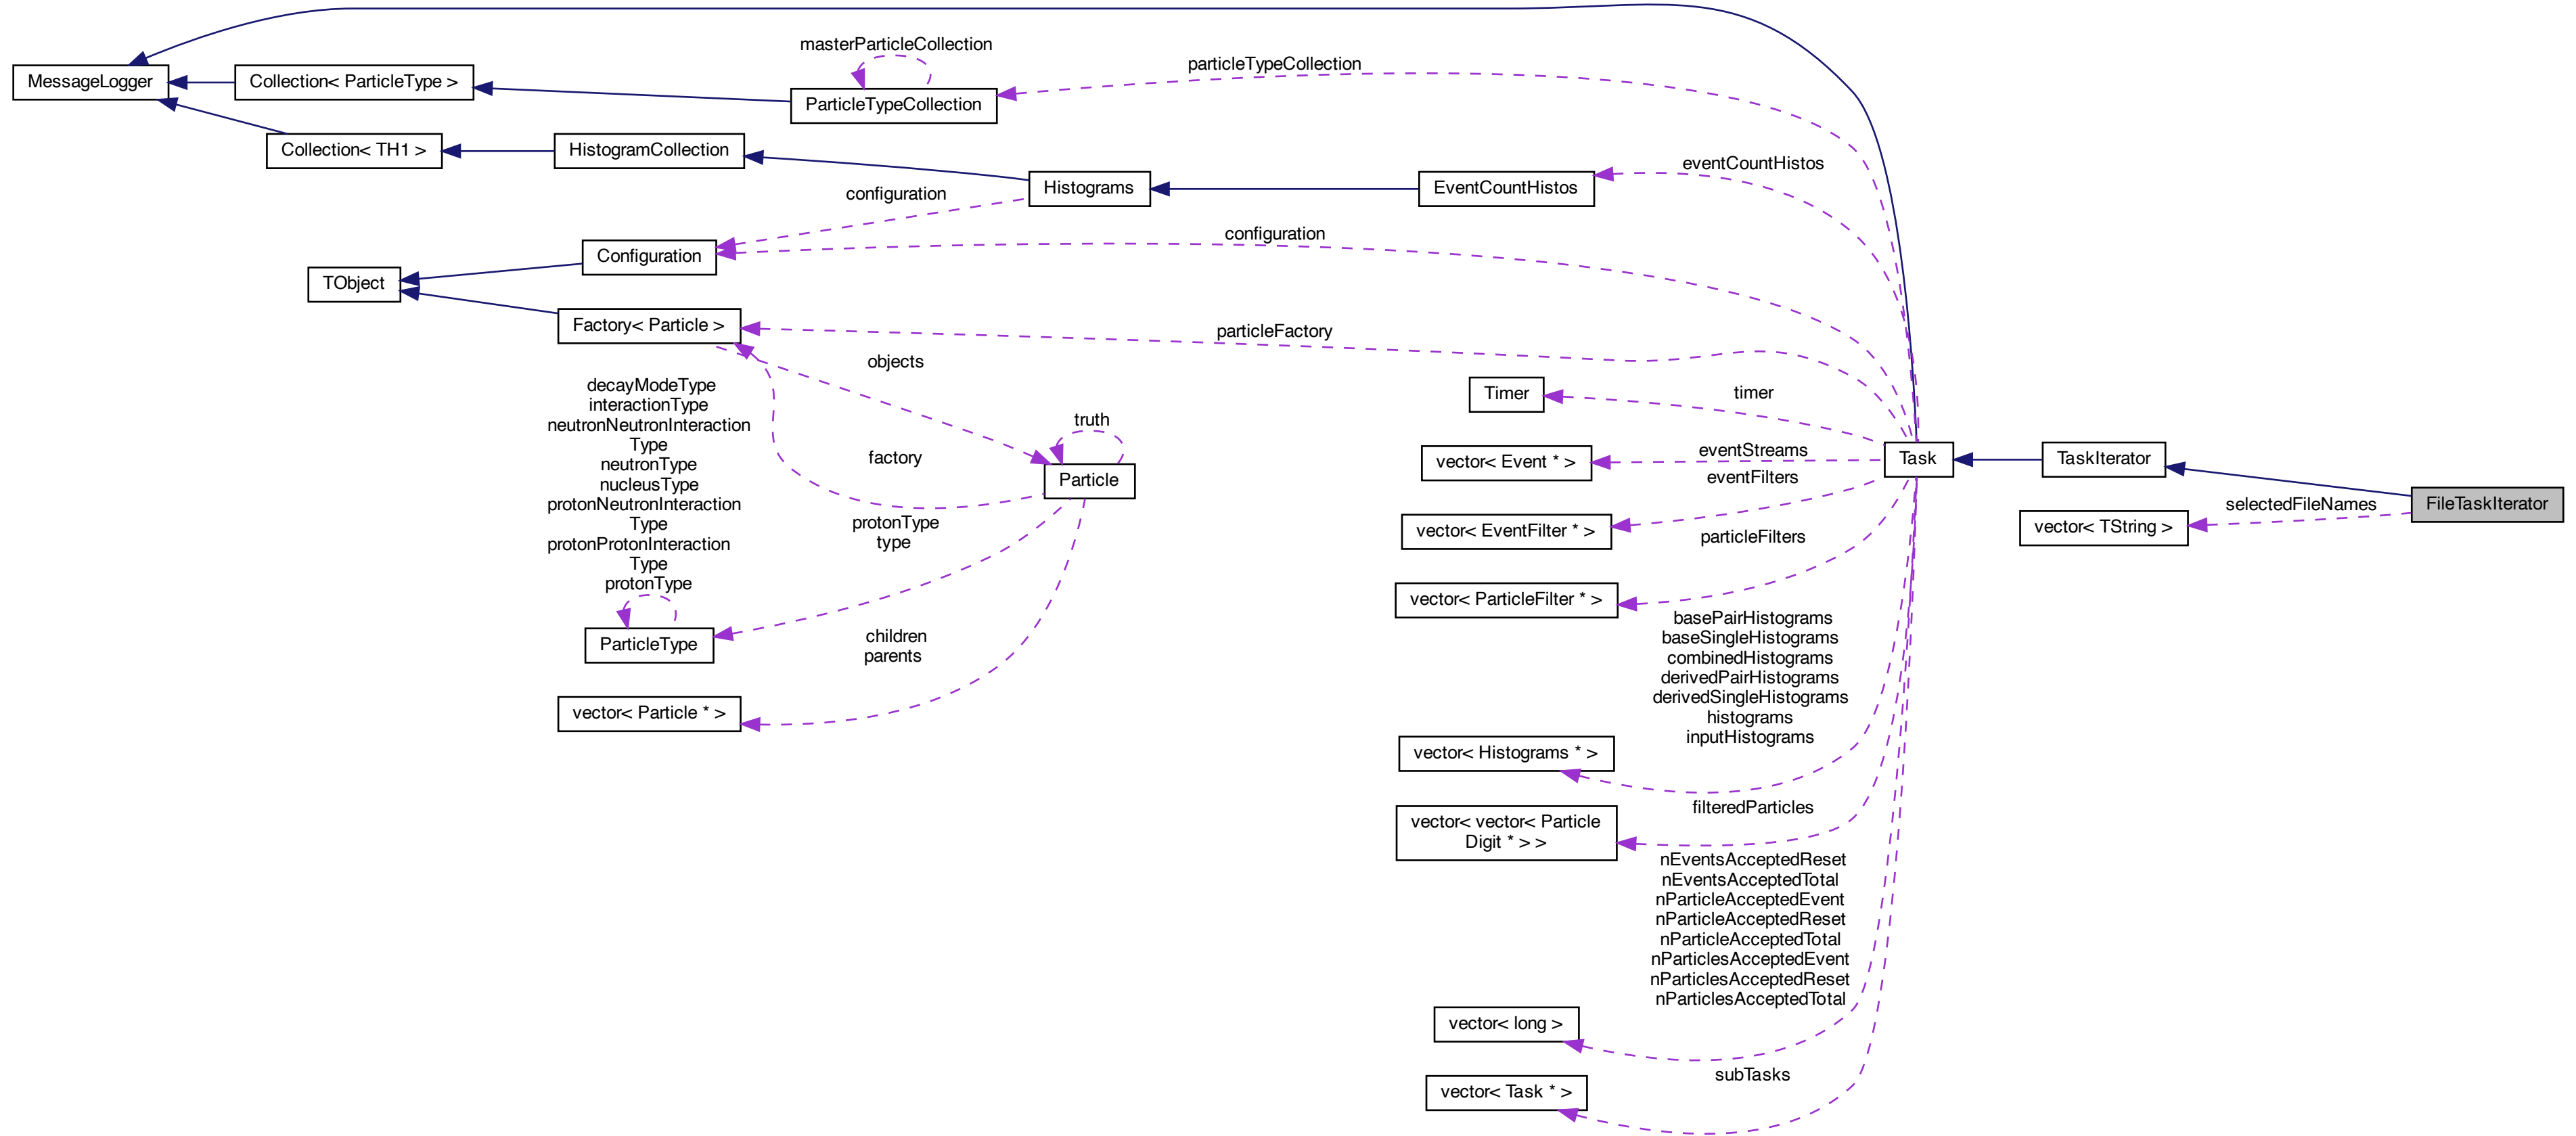 masterParticleCollection
particleTypeCollection
MessageLogger
Collection< ParticleType >
ParticleTypeCollection
Collection< TH1 >
HistogramCollection
eventCountHistos
configuration
Histograms
EventCountHistos
configuration
Configuration
TObject
Factory< Particle >
particleFactory
objects
decayModeType
interactionType
neutronNeutronInteraction
Type
neutronType
nucleusType
protonNeutronInteraction
Type
protonProtonInteraction
Type
protonType
truth
factory
Particle
protonType
type
ParticleType
children
parents
vector< Particle * >
Timer
timer
vector< Event * >
eventStreams
eventFilters
Task
TaskIterator
FileTaskIterator
selectedFileNames
vector< TString >
vector< EventFilter * >
particleFilters
vector< ParticleFilter * >
basePairHistograms
baseSingleHistograms
combinedHistograms
derivedPairHistograms
derivedSingleHistograms
histograms
inputHistograms
vector< Histograms * >
filteredParticles
vector< vector< Particle
Digit * > >
nEventsAcceptedReset
nEventsAcceptedTotal
nParticleAcceptedEvent
nParticleAcceptedReset
nParticleAcceptedTotal
nParticlesAcceptedEvent
nParticlesAcceptedReset
nParticlesAcceptedTotal
vector< long >
subTasks
vector< Task * >